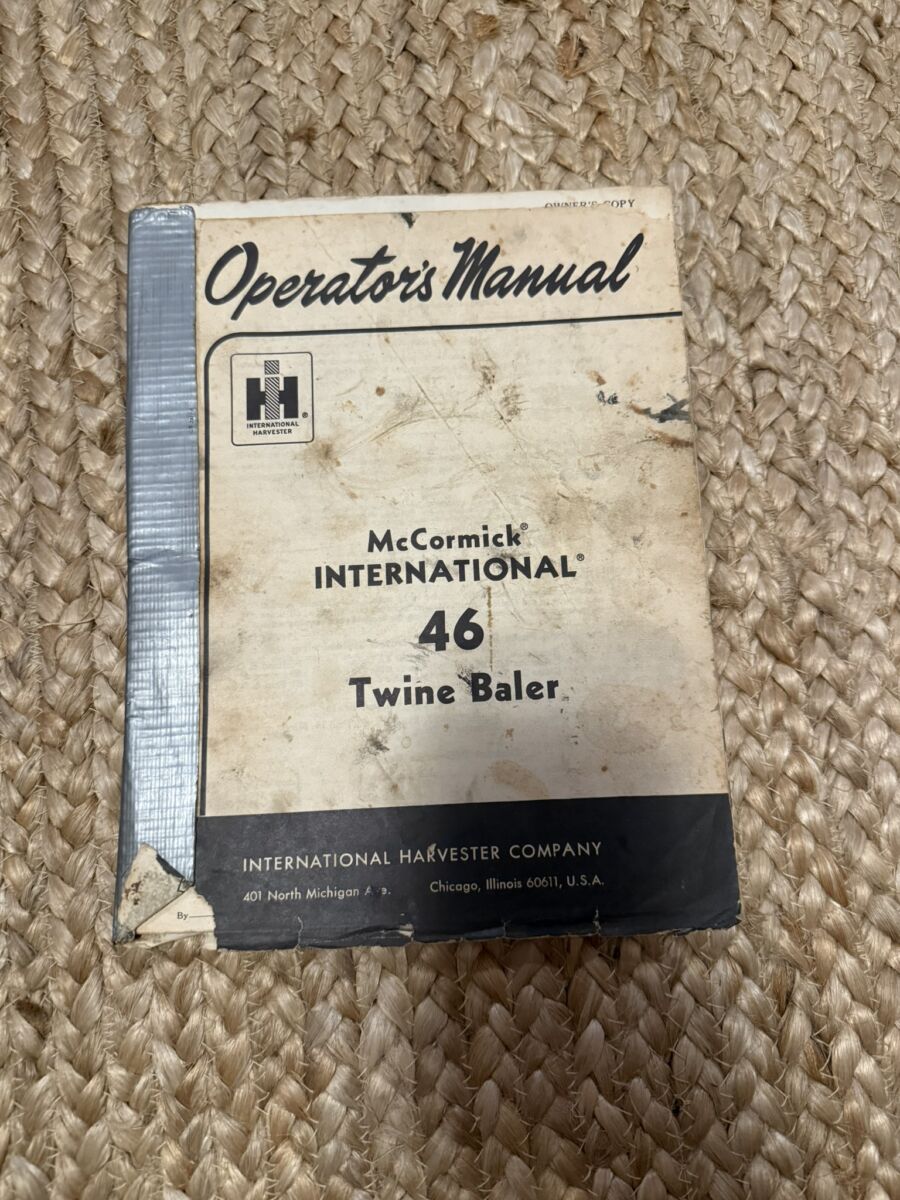 OWNER'S COPY
Operator's Manual
IH
®
INTERNATIONAL
HARVESTER
McCormick®
INTERNATIONAL®
46
Twine Baler
INTERNATIONAL HARVESTER COMPANY
401 North Michigan Ave. Chicago, Illinois 60611, U.S.A.
By